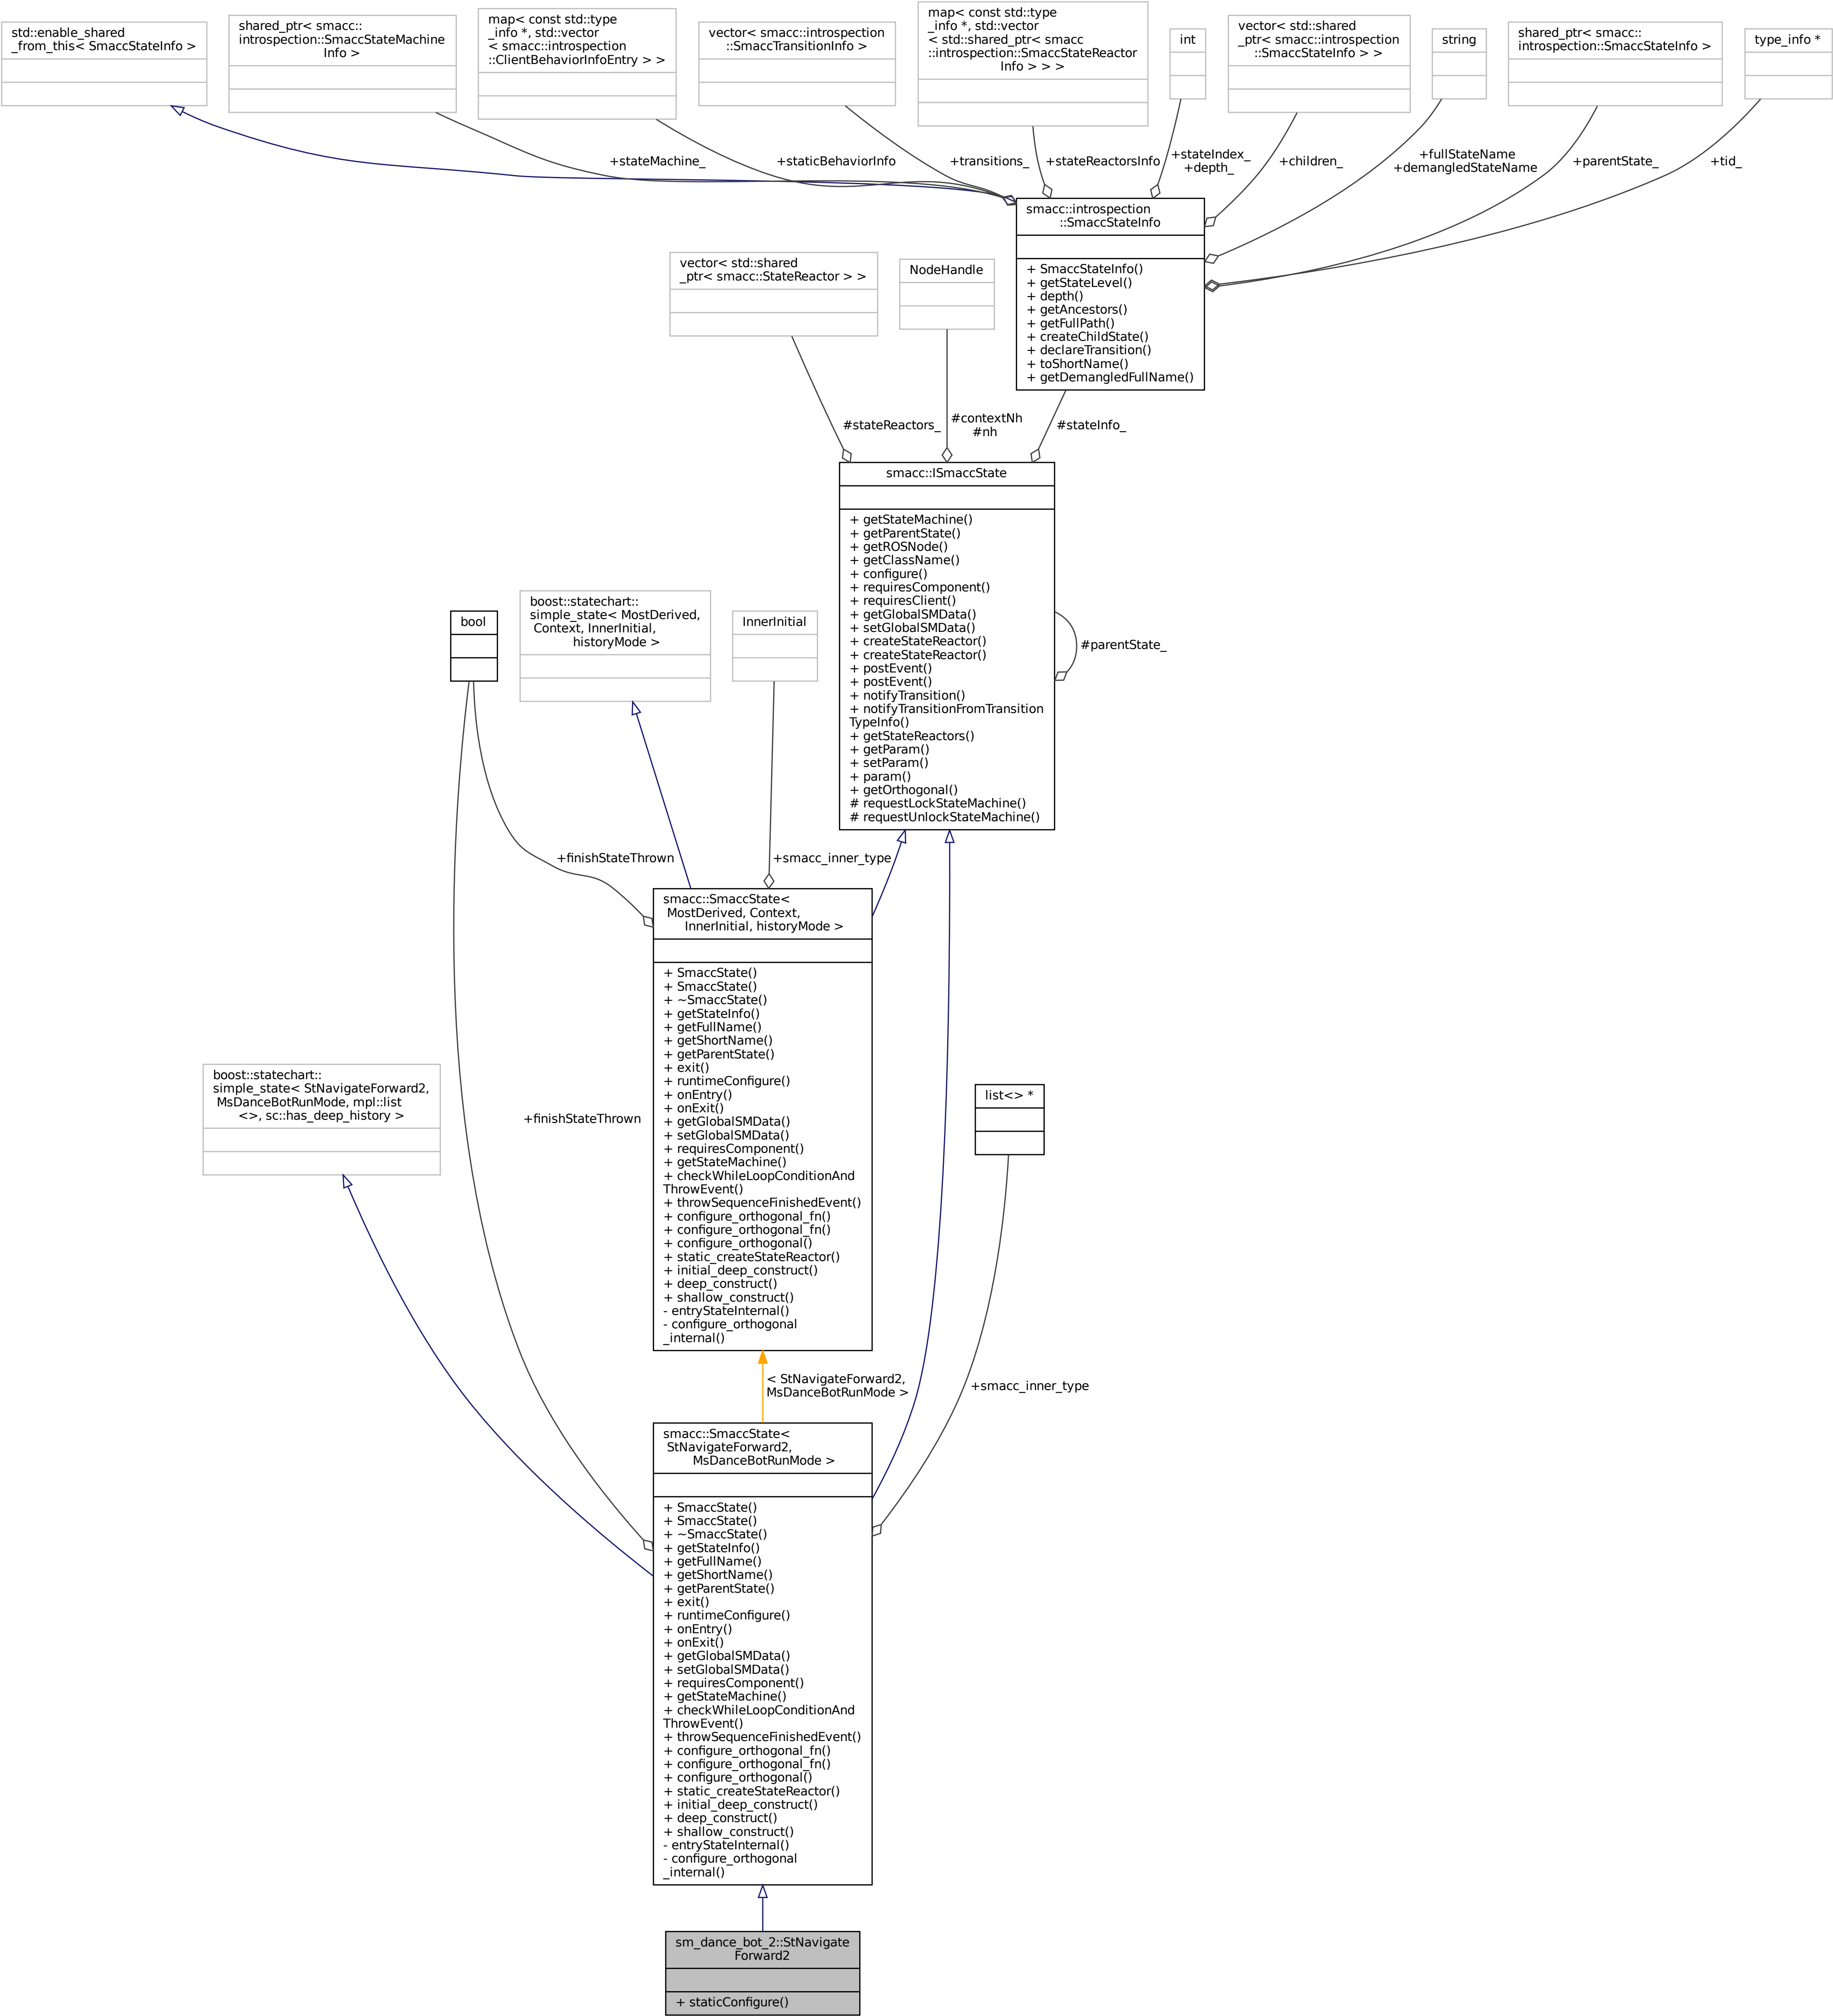 std::enable_shared
_from_this< SmaccStateInfo >
shared_ptr< smacc::
introspection::SmaccStateMachine
Info >
map< const std::type
_info *, std::vector
< smacc::introspection
::ClientBehaviorInfoEntry > >
vector< smacc::introspection
::SmaccTransitionInfo >
map< const std::type
_info *, std::vector
< std::shared_ptr< smacc
::introspection::SmaccStateReactor
Info > > >
int
vector< std::shared
_ptr< smacc::introspection
::SmaccStateInfo > >
string
shared_ptr< smacc::
introspection::SmaccStateInfo >
type_info *
+stateMachine_
+staticBehaviorInfo
+transitions_
+stateReactorsInfo
+stateIndex_
+depth_
+children_
+fullStateName
+demangledStateName
+parentState_
+tid_
smacc::introspection
::SmaccStateInfo
+ SmaccStateInfo()
+ getStateLevel()
+ depth()
+ getAncestors()
+ getFullPath()
+ createChildState()
+ declareTransition()
+ toShortName()
+ getDemangledFullName()
vector< std::shared
_ptr< smacc::StateReactor > >
NodeHandle
#stateReactors_
#contextNh
#nh
#stateInfo_
smacc::ISmaccState
+ getStateMachine()
+ getParentState()
+ getROSNode()
+ getClassName()
+ configure()
+ requiresComponent()
+ requiresClient()
+ getGlobalSMData()
+ setGlobalSMData()
+ createStateReactor()
+ createStateReactor()
+ postEvent()
+ postEvent()
+ notifyTransition()
+ notifyTransitionFromTransition
TypeInfo()
+ getStateReactors()
+ getParam()
+ setParam()
+ param()
+ getOrthogonal()
# requestLockStateMachine()
# requestUnlockStateMachine()
#parentState_
bool
boost::statechart::
simple_state< MostDerived,
Context, InnerInitial,
historyMode >
InnerInitial
+finishStateThrown
+smacc_inner_type
smacc::SmaccState<
MostDerived, Context,
InnerInitial, historyMode >
+ SmaccState()
+ SmaccState()
+ ~SmaccState()
+ getStateInfo()
+ getFullName()
+ getShortName()
+ getParentState()
+ exit()
+ runtimeConfigure()
+ onEntry()
+ onExit()
+ getGlobalSMData()
+ setGlobalSMData()
+ requiresComponent()
+ getStateMachine()
+ checkWhileLoopConditionAnd
ThrowEvent()
+ throwSequenceFinishedEvent()
+ configure_orthogonal_fn()
+ configure_orthogonal_fn()
+ configure_orthogonal()
+ static_createStateReactor()
+ initial_deep_construct()
+ deep_construct()
+ shallow_construct()
- entryStateInternal()
- configure_orthogonal
_internal()
boost::statechart::
simple_state< StNavigateForward2,
MsDanceBotRunMode, mpl::list
<>, sc::has_deep_history >
+finishStateThrown
list<> *
< StNavigateForward2,
MsDanceBotRunMode >
+smacc_inner_type
smacc::SmaccState<
StNavigateForward2,
MsDanceBotRunMode >
+ SmaccState()
+ SmaccState()
+ ~SmaccState()
+ getStateInfo()
+ getFullName()
+ getShortName()
+ getParentState()
+ exit()
+ runtimeConfigure()
+ onEntry()
+ onExit()
+ getGlobalSMData()
+ setGlobalSMData()
+ requiresComponent()
+ getStateMachine()
+ checkWhileLoopConditionAnd
ThrowEvent()
+ throwSequenceFinishedEvent()
+ configure_orthogonal_fn()
+ configure_orthogonal_fn()
+ configure_orthogonal()
+ static_createStateReactor()
+ initial_deep_construct()
+ deep_construct()
+ shallow_construct()
- entryStateInternal()
- configure_orthogonal
_internal()
sm_dance_bot_2::StNavigate
Forward2
+ staticConfigure()